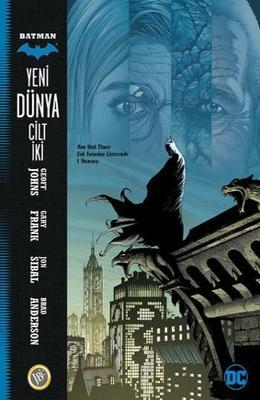 BATMAN
YENİ
DÜNYA
CİLT
İKİ
GEOFF
JOHNS
GARY
FRANK
JON
SIBAL
BRAD
ANDERSON
New York Times
Çok Satanlar Listesinde
1 Numara
DC